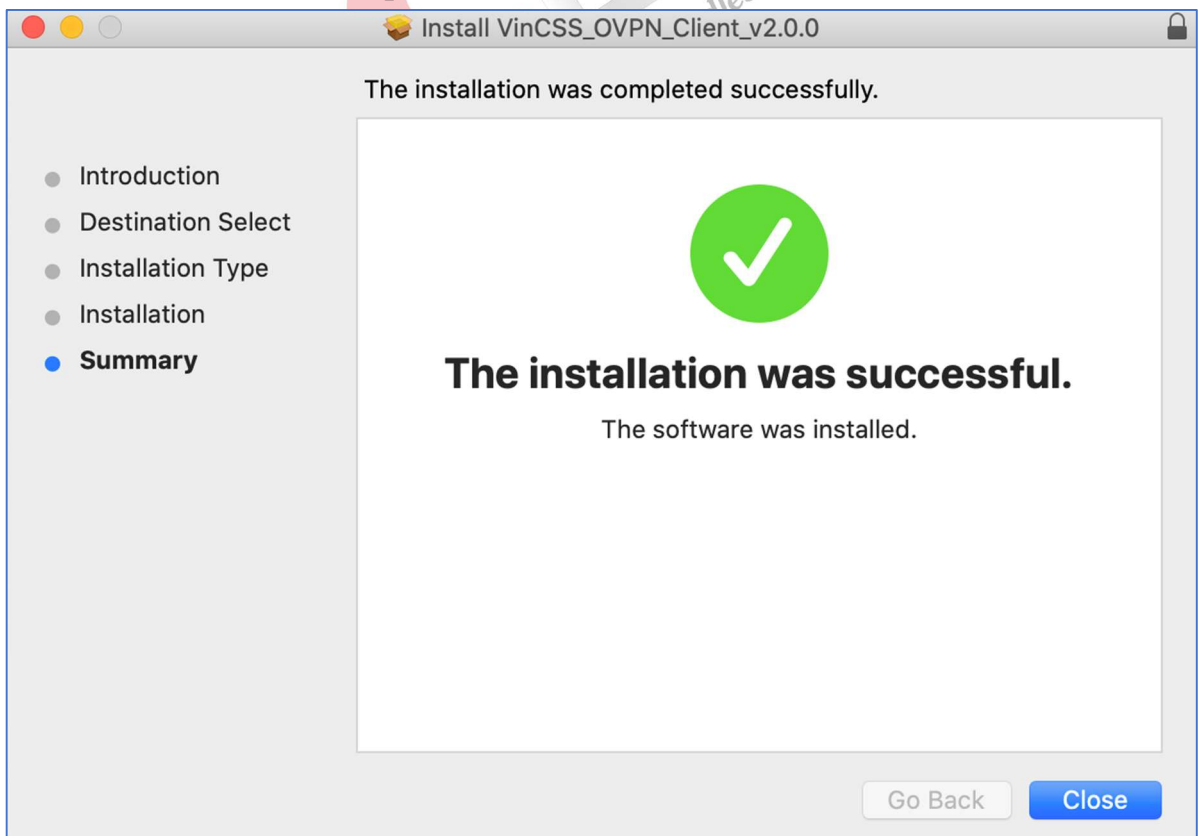 Install VinCSS_OVPN_Client_v2.0.0
The installation was completed successfully.
Introduction
Destination Select
Installation Type
Installation
Summary
The installation was successful.
The software was installed.
Go Back
Close